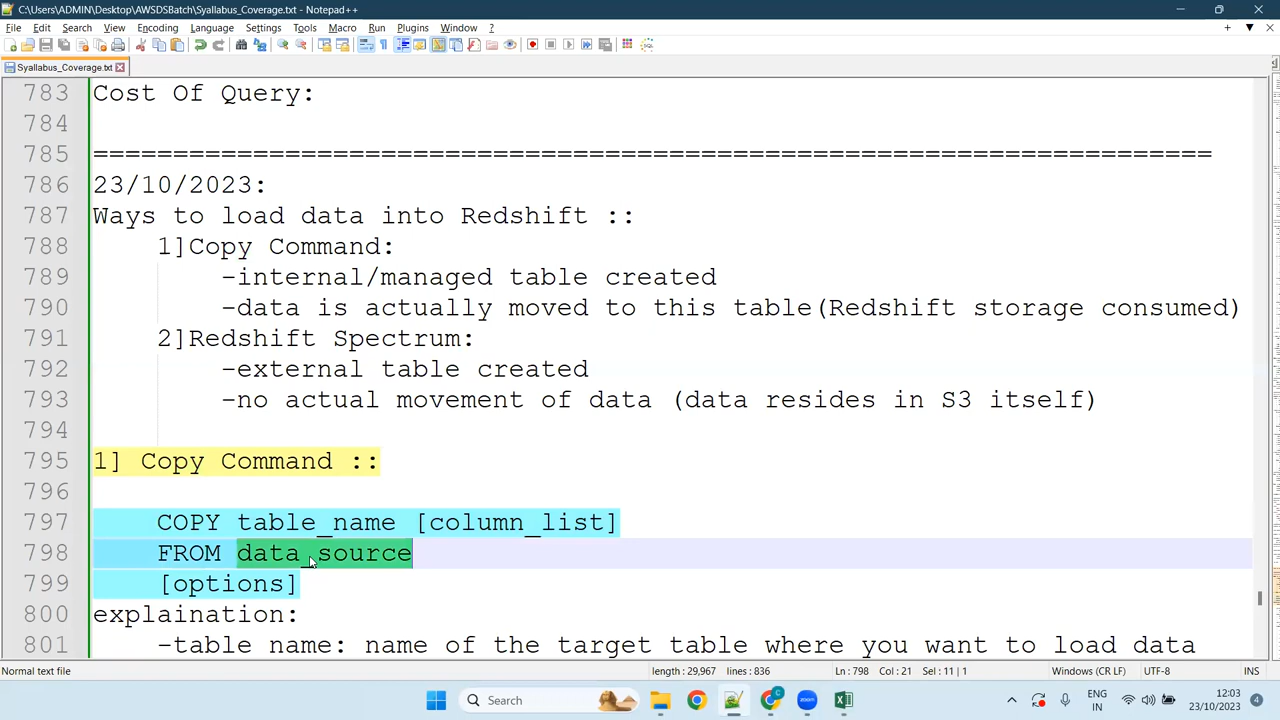 C:\Users\ADMIN\Desktop\AWSDSBatch\Syallabus_Coverage.txt - Notepad++
File Edit Search View Encoding Language Settings Tools Macro Run Plugins Window ?
Syallabus_Coverage.txt
783 Cost Of Query:
784
785 ======================================================================
786 23/10/2023:
787 Ways to load data into Redshift ::
788 1]Copy Command:
789 -internal/managed table created
790 -data is actually moved to this table(Redshift storage consumed)
791 2]Redshift Spectrum:
792 -external table created
793 -no actual movement of data (data resides in S3 itself)
794
795 1] Copy Command ::
796
797 COPY table_name [column_list]
798 FROM data_source
799 [options]
800 explaination:
801 -table name: name of the target table where you want to load data
Normal text file length : 29,967 lines : 836 Ln : 798 Col : 21 Sel : 11 | 1 Windows (CR LF) UTF-8 INS
Search
ENG
IN
12:03
23/10/2023
4